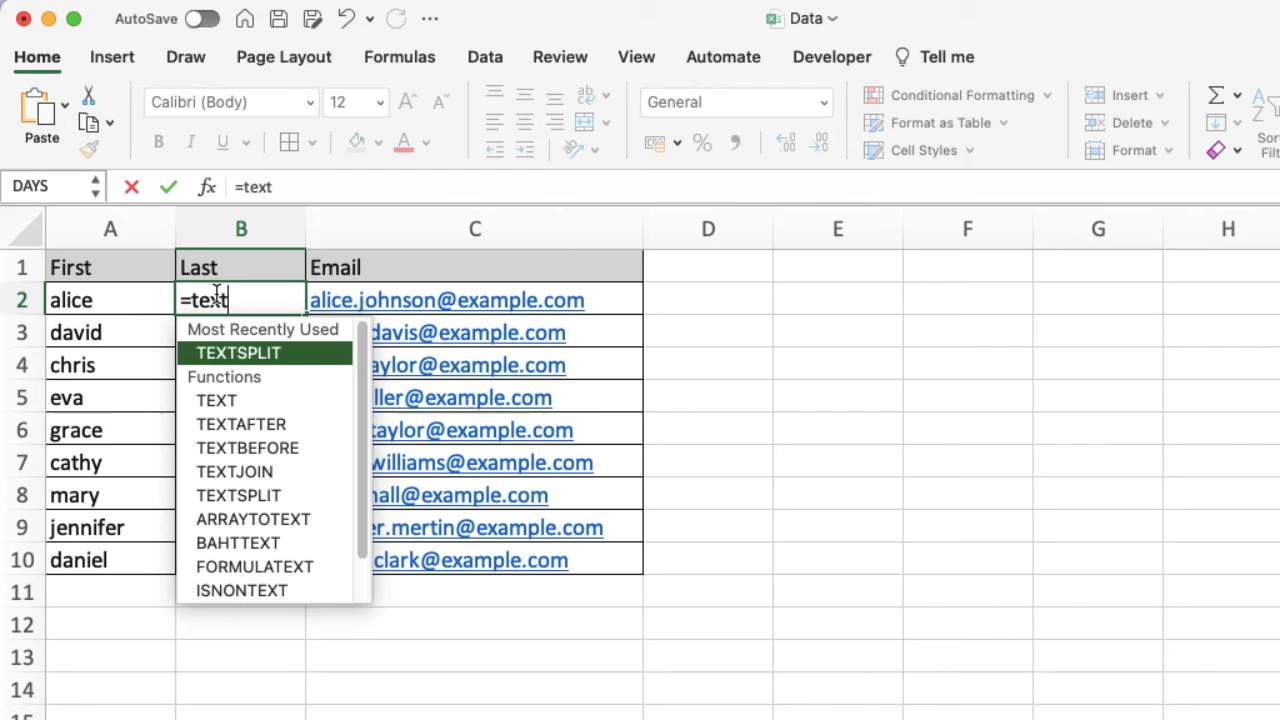 AutoSave
Data
Home Insert Draw Page Layout Formulas Data Review View Automate Developer Tell me
Paste
Calibri (Body) 12
General
Conditional Formatting
Format as Table
Cell Styles
Insert
Delete
Format
DAYS fx =text
A B C D E F G H
1 First Last Email
2 alice =text alice.johnson@example.com
3 david davis@example.com
4 chris aylor@example.com
5 eva ller@example.com
6 grace taylor@example.com
7 cathy williams@example.com
8 mary hall@example.com
9 jennifer er.mertin@example.com
10 daniel clark@example.com
Most Recently Used
TEXTSPLIT
Functions
TEXT
TEXTAFTER
TEXTBEFORE
TEXTJOIN
TEXTSPLIT
ARRAYTOTEXT
BAHTTEXT
FORMULATEXT
ISNONTEXT
11
12
13
14